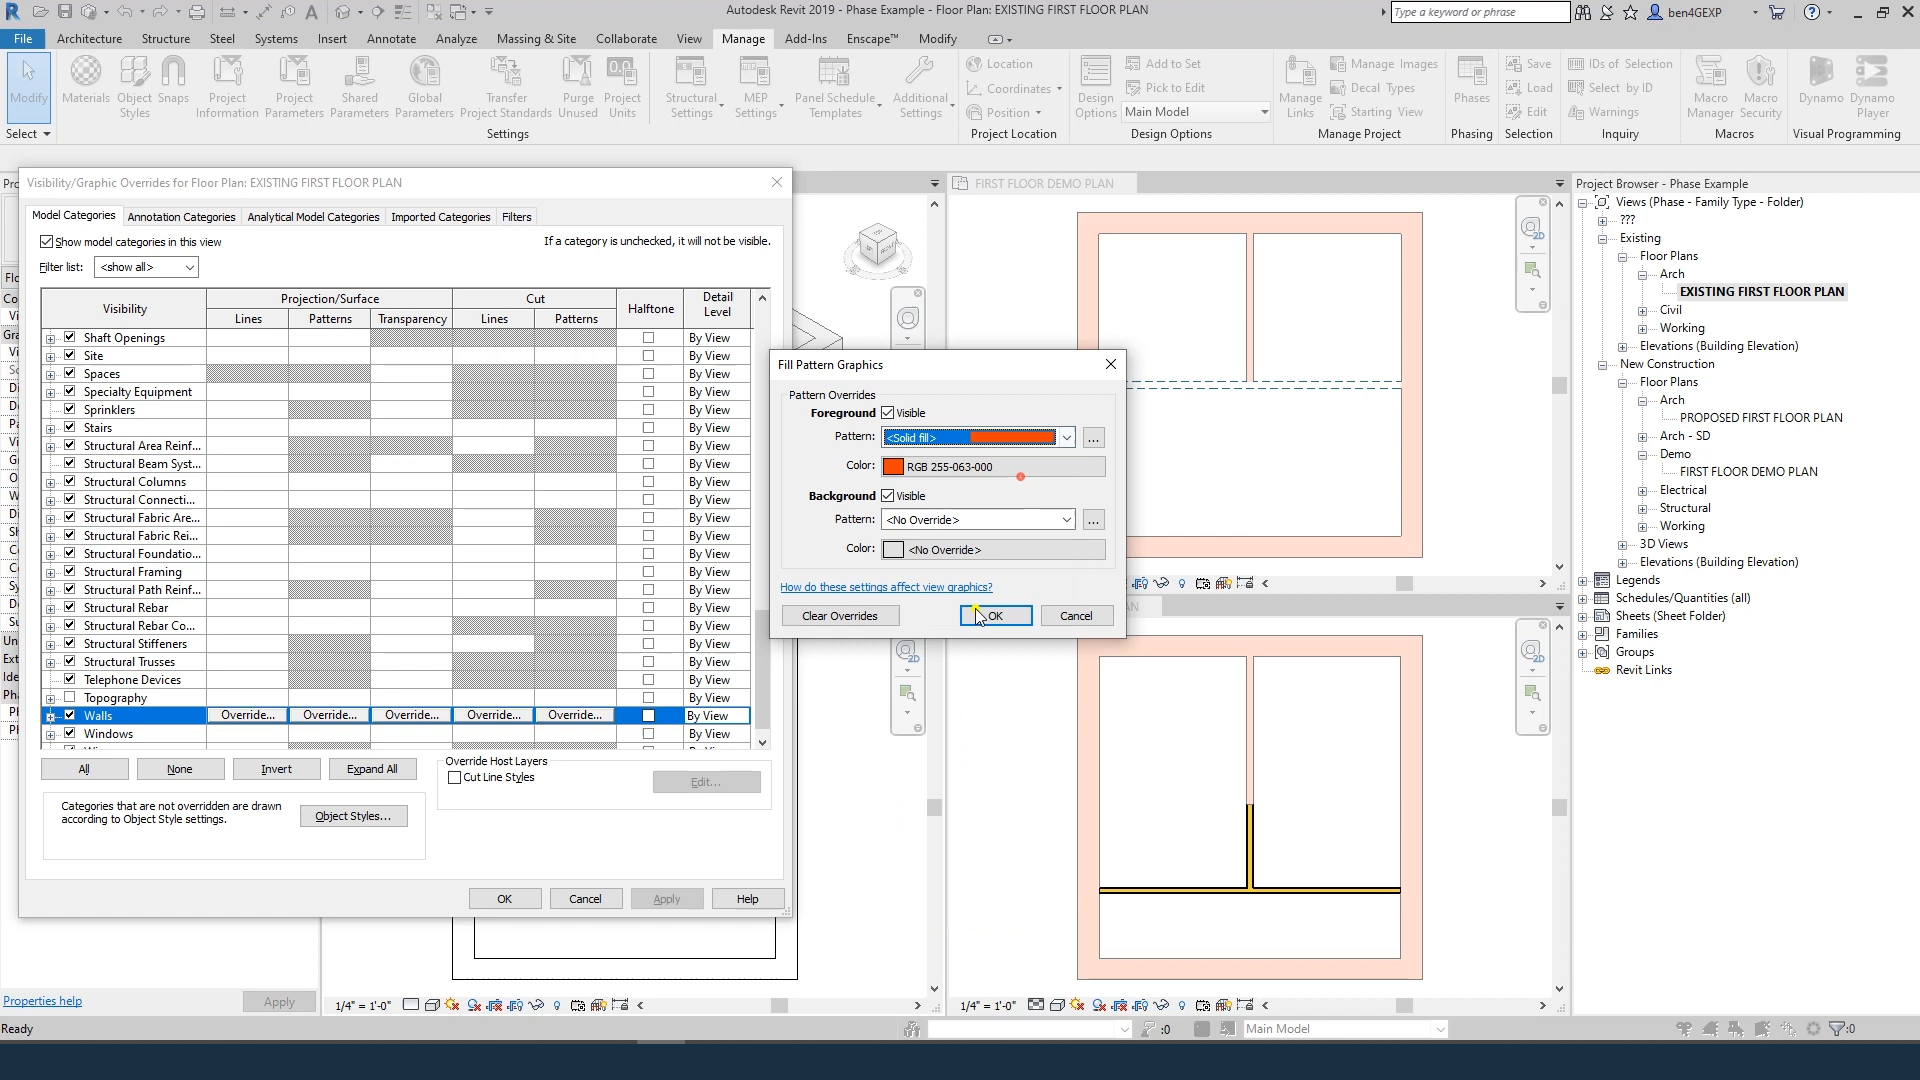 Autodesk Revit 2019 - Phase Example - Floor Plan: EXISTING FIRST FLOOR PLAN
Type a keyword or phrase
ben4GEXP
File Architecture Structure Steel Systems Insert Annotate Analyze Massing & Site Collaborate View Manage Add-Ins Enscape™ Modify
Modify
Materials
Object Styles
Snaps
Project Information
Project Parameters
Shared Parameters
Global Parameters
Transfer Project Standards
Purge Unused
Project Units
Structural Settings
MEP Settings
Panel Schedule Templates
Additional Settings
Location
Coordinates
Position
Design Options
Add to Set
Pick to Edit
Main Model
Manage Links
Manage Images
Decal Types
Starting View
Phases
Save
Load
Edit
IDs of Selection
Select by ID
Warnings
Macro Manager
Macro Security
Dynamo
Dynamo Player
Select
Settings
Project Location
Design Options
Manage Project
Phasing
Selection
Inquiry
Macros
Visual Programming
Visibility/Graphic Overrides for Floor Plan: EXISTING FIRST FLOOR PLAN
Model Categories Annotation Categories Analytical Model Categories Imported Categories Filters
Show model categories in this view
If a category is unchecked, it will not be visible.
Filter list: <show all>
Visibility Projection/Surface Cut Halftone Detail Level
Lines Patterns Transparency Lines Patterns
Shaft Openings By View
Site By View
Spaces By View
Specialty Equipment By View
Sprinklers By View
Stairs By View
Structural Area Reinf... By View
Structural Beam Syst... By View
Structural Columns By View
Structural Connecti... By View
Structural Fabric Are... By View
Structural Fabric Rei... By View
Structural Foundatio... By View
Structural Framing By View
Structural Path Reinf... By View
Structural Rebar By View
Structural Rebar Co... By View
Structural Stiffeners By View
Structural Trusses By View
Telephone Devices By View
Topography By View
Walls Override... Override... Override... Override... Override... By View
Windows By View
All None Invert Expand All
Override Host Layers
Cut Line Styles
Edit...
Categories that are not overridden are drawn
according to Object Style settings.
Object Styles...
OK Cancel Apply Help
Fill Pattern Graphics
Pattern Overrides
Foreground Visible
Pattern: <Solid fill> ...
Color: RGB 255-063-000
Background Visible
Pattern: <No Override> ...
Color: <No Override>
How do these settings affect view graphics?
Clear Overrides OK Cancel
FIRST FLOOR DEMO PLAN
2D
2D
2D
Project Browser - Phase Example
Views (Phase - Family Type - Folder)
???
Existing
Floor Plans
Arch
EXISTING FIRST FLOOR PLAN
Civil
Working
Elevations (Building Elevation)
New Construction
Floor Plans
Arch
PROPOSED FIRST FLOOR PLAN
Arch - SD
Demo
FIRST FLOOR DEMO PLAN
Electrical
Structural
Working
3D Views
Elevations (Building Elevation)
Legends
Schedules/Quantities (all)
Sheets (Sheet Folder)
Families
Groups
Revit Links
Properties help
Apply
1/4" = 1'-0"
1/4" = 1'-0"
Ready
:0
Main Model
:0